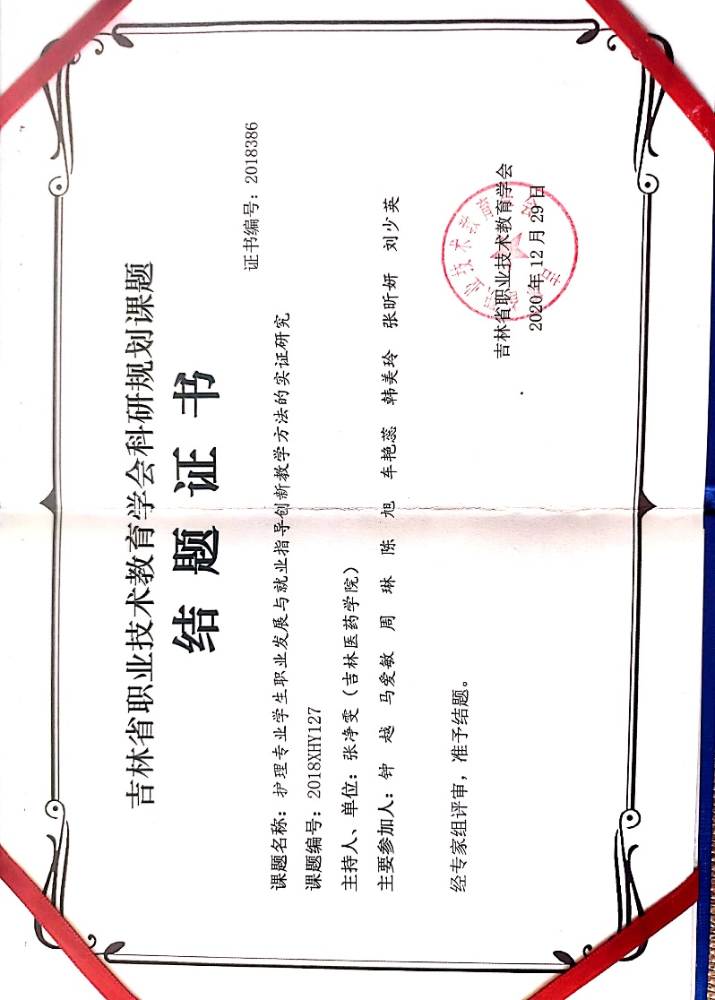 吉林省职业技术教育学会科研规划课题
结题证书
证书编号：2018386
课题名称：护理专业学生职业发展与就业指导创新教学方法的实证研究
课题编号：2018XHY127
主持人、单位：张净雯（吉林医药学院）
主要参加人：钟 越 马爱敏 周 琳 陈 旭 车艳蕊 韩美玲 张昕妍 刘少英
经专家组评审，准予结题。
吉林省职业技术教育学会
2020年12月29日